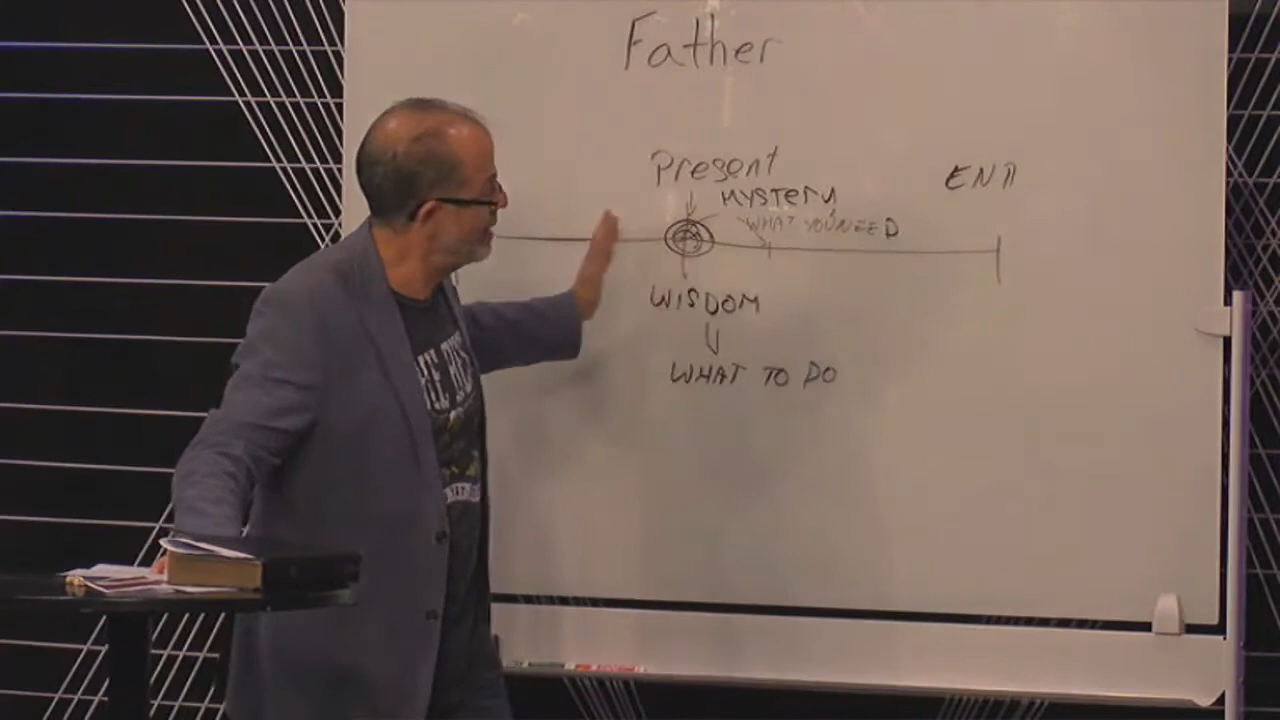 Father
Present
END
MYSTERY
WHAT YOU NEED
WISDOM
WHAT TO DO